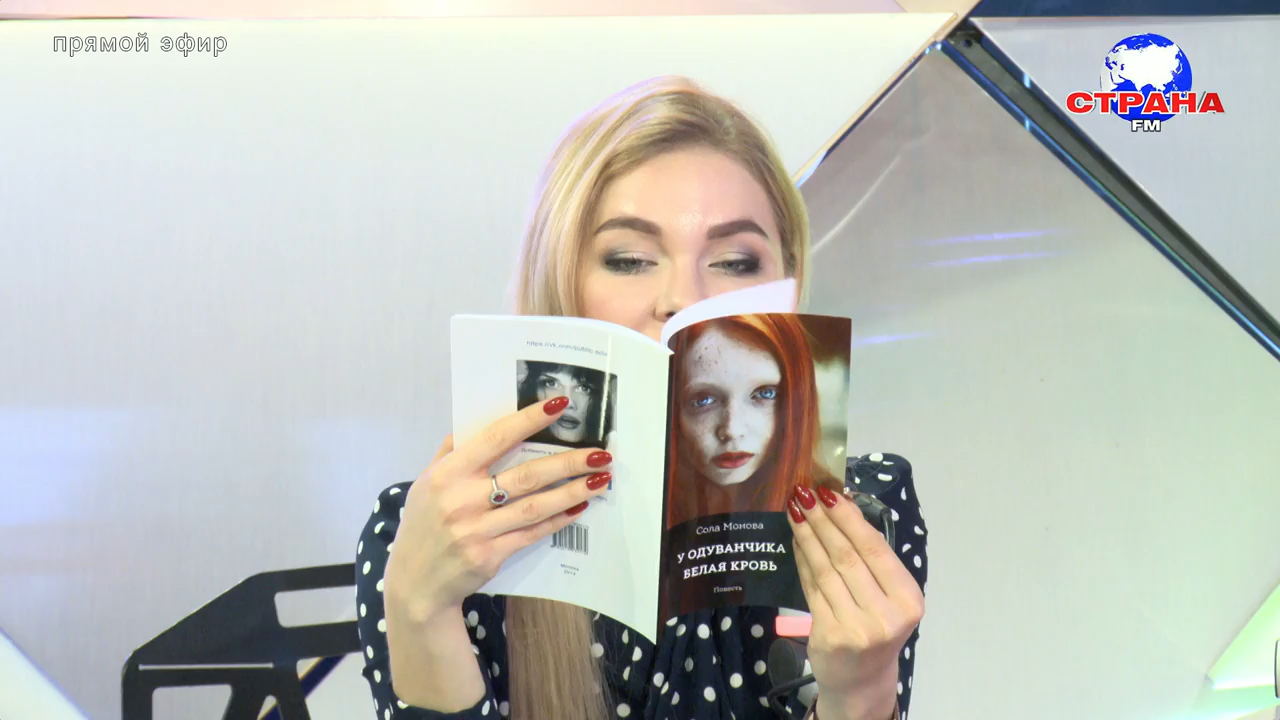 прямой эфир
СТРАНА
FM
Сола Монова
У ОДУВАНЧИКА
БЕЛАЯ КРОВЬ
Повесть